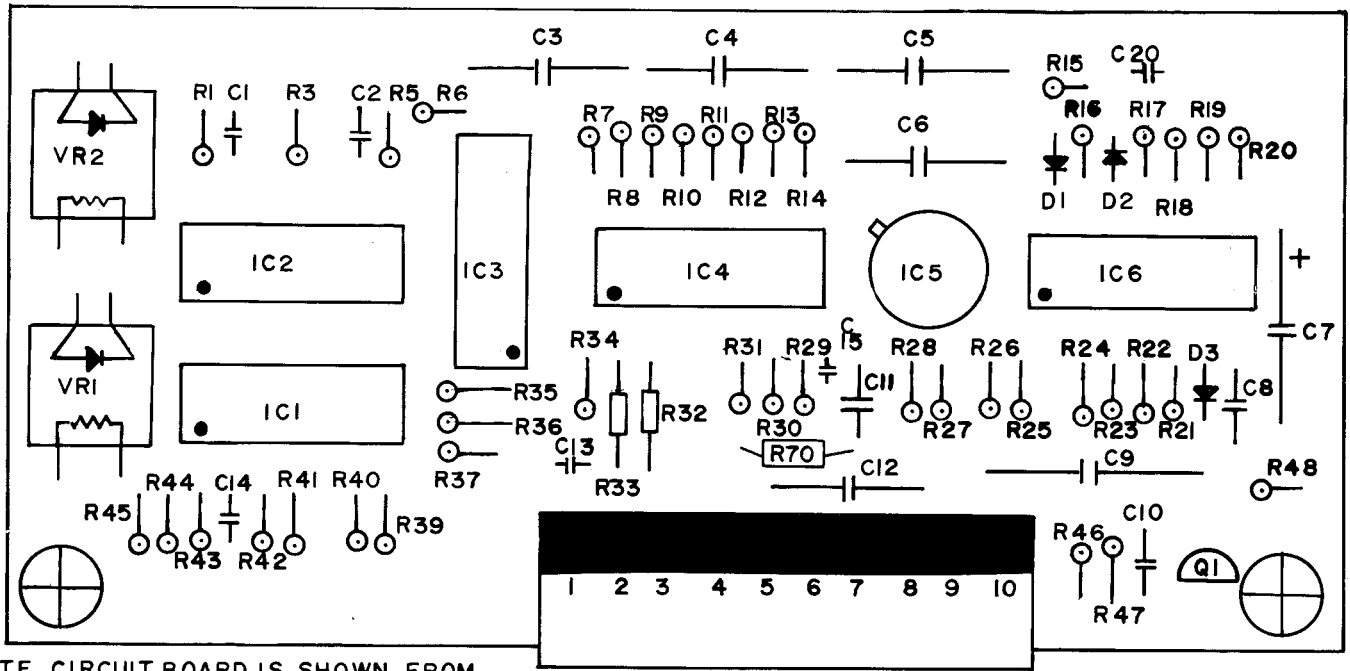 C3 C4 C5 C20
R15
R1 C1 R3 C2 R5 R6
R7 R9 R11 R13 C6 R16 R17 R19
VR2
R20
R8 R10 R12 R14 D1 D2 R18
IC2 IC3 IC4 IC5 IC6 +
C7
R34 R31 R29 C15 R28 R26 R24 R22 D3
VR1 R35 C11 C8
IC1 R32
R36 R30 R27 R25 R23 R21
C13 R70
R37 R33 C12 C9 R48
R44 C14 R41 R40
R45 R39 C10
R43 R42 R46
1 2 3 4 5 6 7 8 9 10 Q1
R47
TE CIRCUIT BOARD IS SHOWN FROM